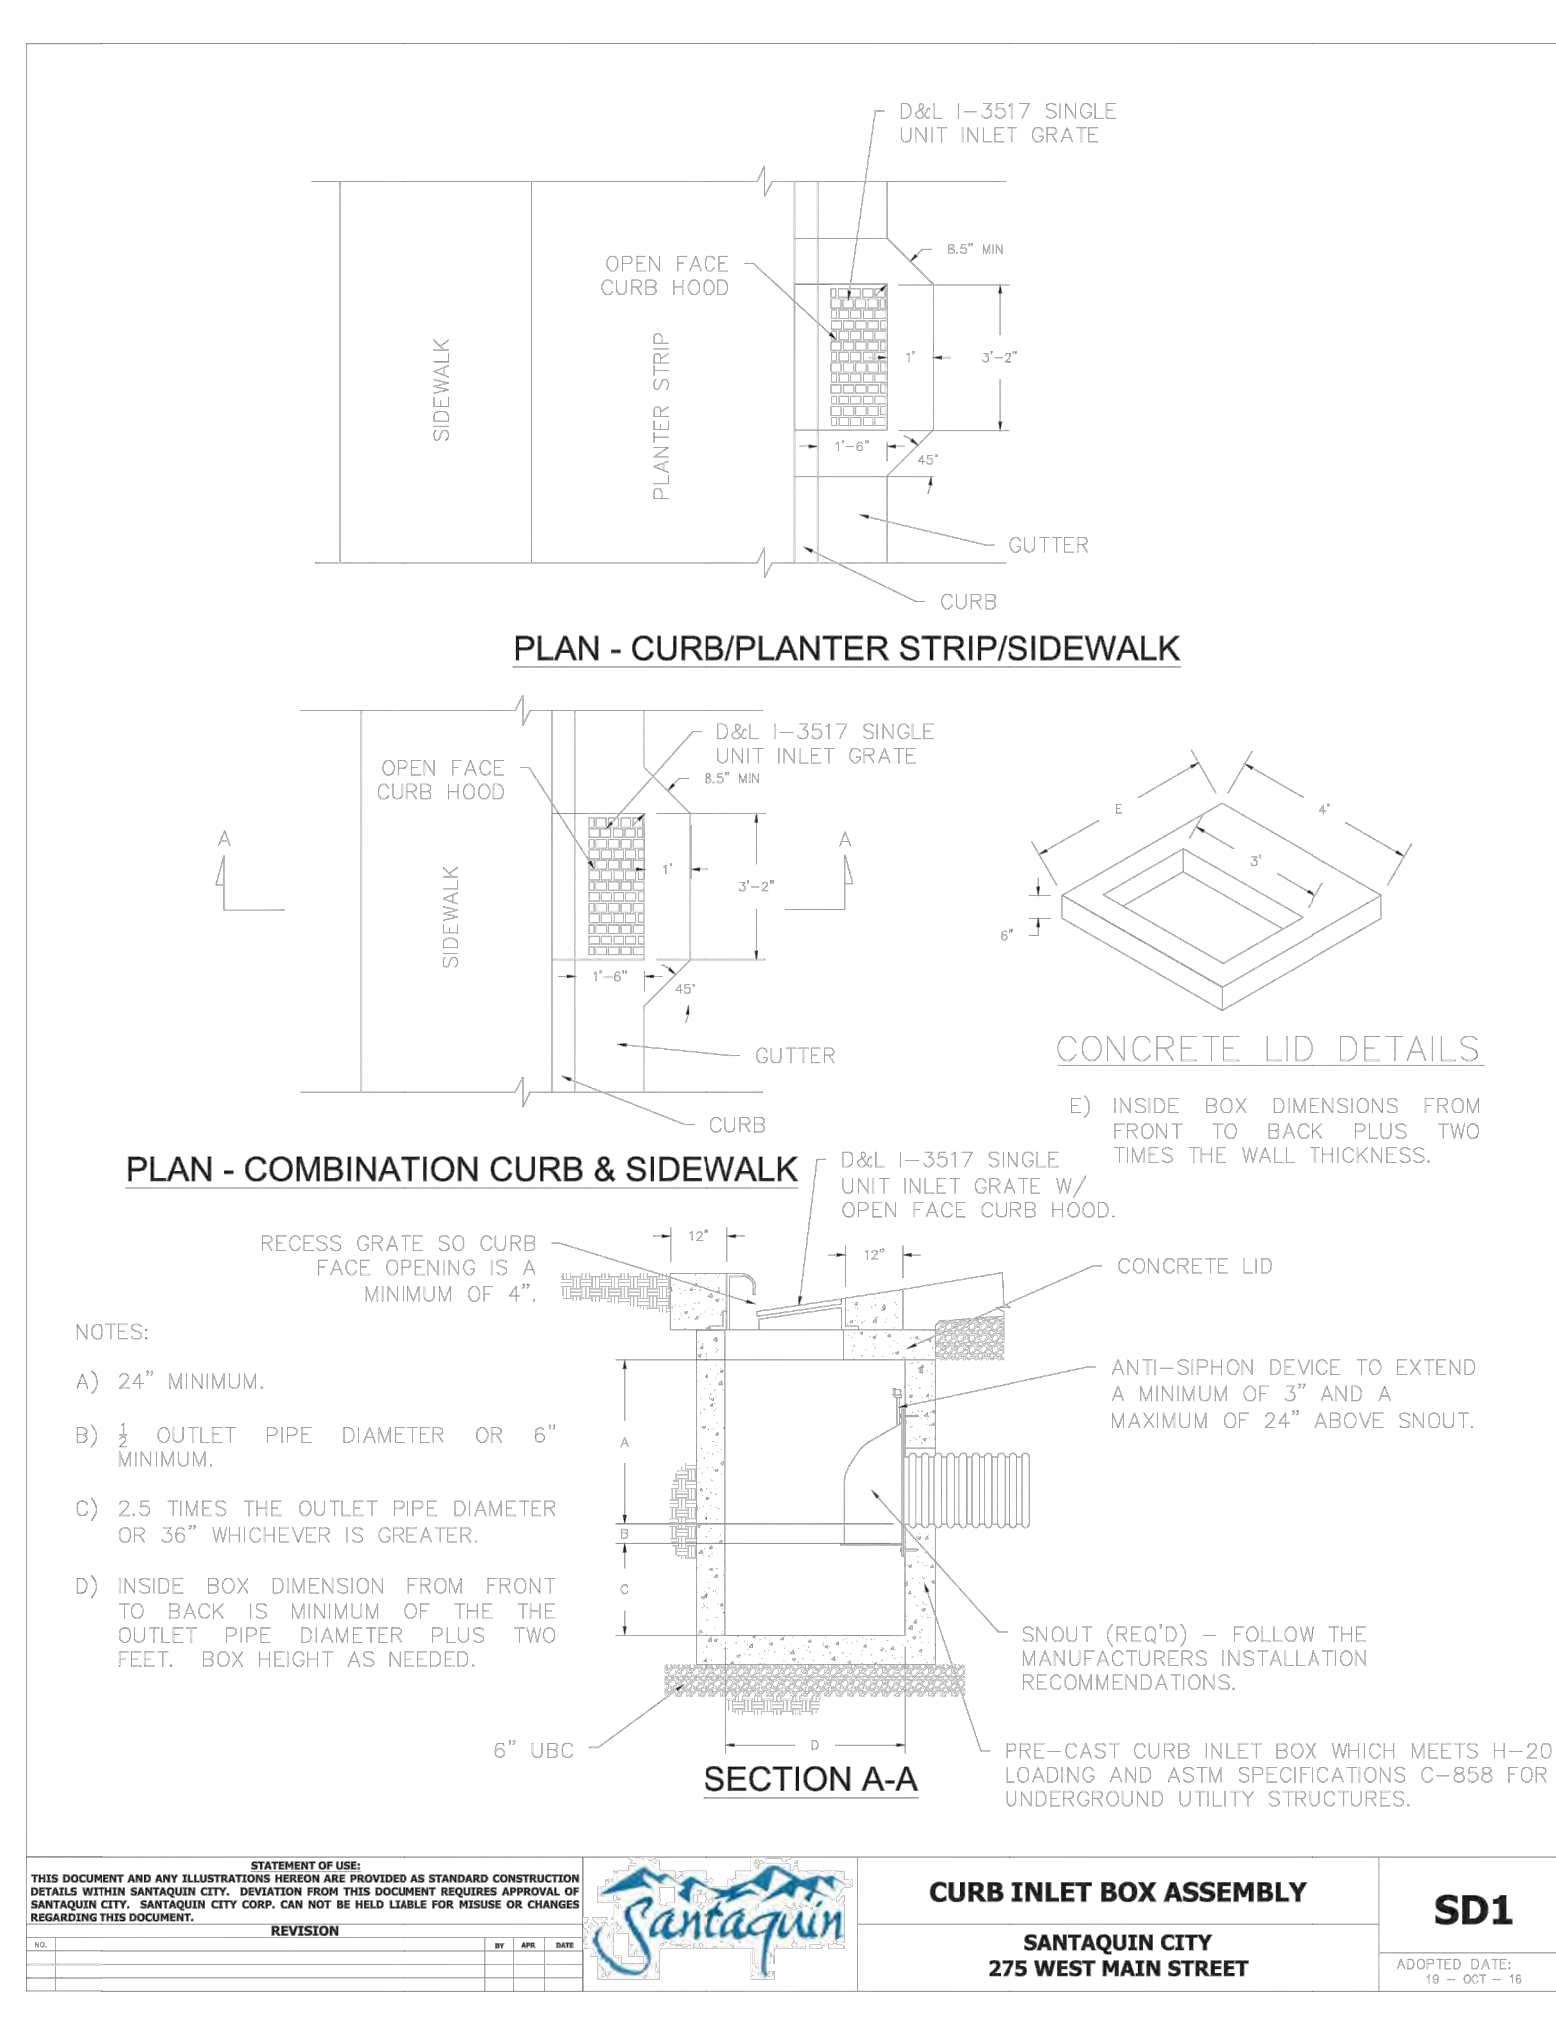 D&L I-3517 SINGLE
UNIT INLET GRATE
8.5" MIN
OPEN FACE
CURB HOOD
SIDEWALK
PLANTER STRIP
1'
3'-2"
1'-6"
45°
GUTTER
CURB
PLAN - CURB/PLANTER STRIP/SIDEWALK
D&L I-3517 SINGLE
UNIT INLET GRATE
OPEN FACE
CURB HOOD
8.5" MIN
A
A
SIDEWALK
1'
3'-2"
1'-6"
45°
GUTTER
CURB
PLAN - COMBINATION CURB & SIDEWALK
E
4'
3'
6"
CONCRETE LID DETAILS
E) INSIDE BOX DIMENSIONS FROM
FRONT TO BACK PLUS TWO
TIMES THE WALL THICKNESS.
D&L I-3517 SINGLE
UNIT INLET GRATE W/
OPEN FACE CURB HOOD.
RECESS GRATE SO CURB
FACE OPENING IS A
MINIMUM OF 4".
12"
12"
CONCRETE LID
NOTES:
A) 24" MINIMUM.
B) ½ OUTLET PIPE DIAMETER OR 6"
MINIMUM.
C) 2.5 TIMES THE OUTLET PIPE DIAMETER
OR 36" WHICHEVER IS GREATER.
D) INSIDE BOX DIMENSION FROM FRONT
TO BACK IS MINIMUM OF THE THE
OUTLET PIPE DIAMETER PLUS TWO
FEET. BOX HEIGHT AS NEEDED.
A
B
C
D
ANTI-SIPHON DEVICE TO EXTEND
A MINIMUM OF 3" AND A
MAXIMUM OF 24" ABOVE SNOUT.
SNOUT (REQ'D) - FOLLOW THE
MANUFACTURERS INSTALLATION
RECOMMENDATIONS.
6" UBC
PRE-CAST CURB INLET BOX WHICH MEETS H-20
LOADING AND ASTM SPECIFICATIONS C-858 FOR
UNDERGROUND UTILITY STRUCTURES.
SECTION A-A
STATEMENT OF USE:
THIS DOCUMENT AND ANY ILLUSTRATIONS HEREON ARE PROVIDED AS STANDARD CONSTRUCTION
DETAILS WITHIN SANTAQUIN CITY. DEVIATION FROM THIS DOCUMENT REQUIRES APPROVAL OF
SANTAQUIN CITY. SANTAQUIN CITY CORP. CAN NOT BE HELD LIABLE FOR MISUSE OR CHANGES
REGARDING THIS DOCUMENT.
REVISION
NO. BY APR DATE
Santaquin
CURB INLET BOX ASSEMBLY
SANTAQUIN CITY
275 WEST MAIN STREET
SD1
ADOPTED DATE:
19 - OCT - 16